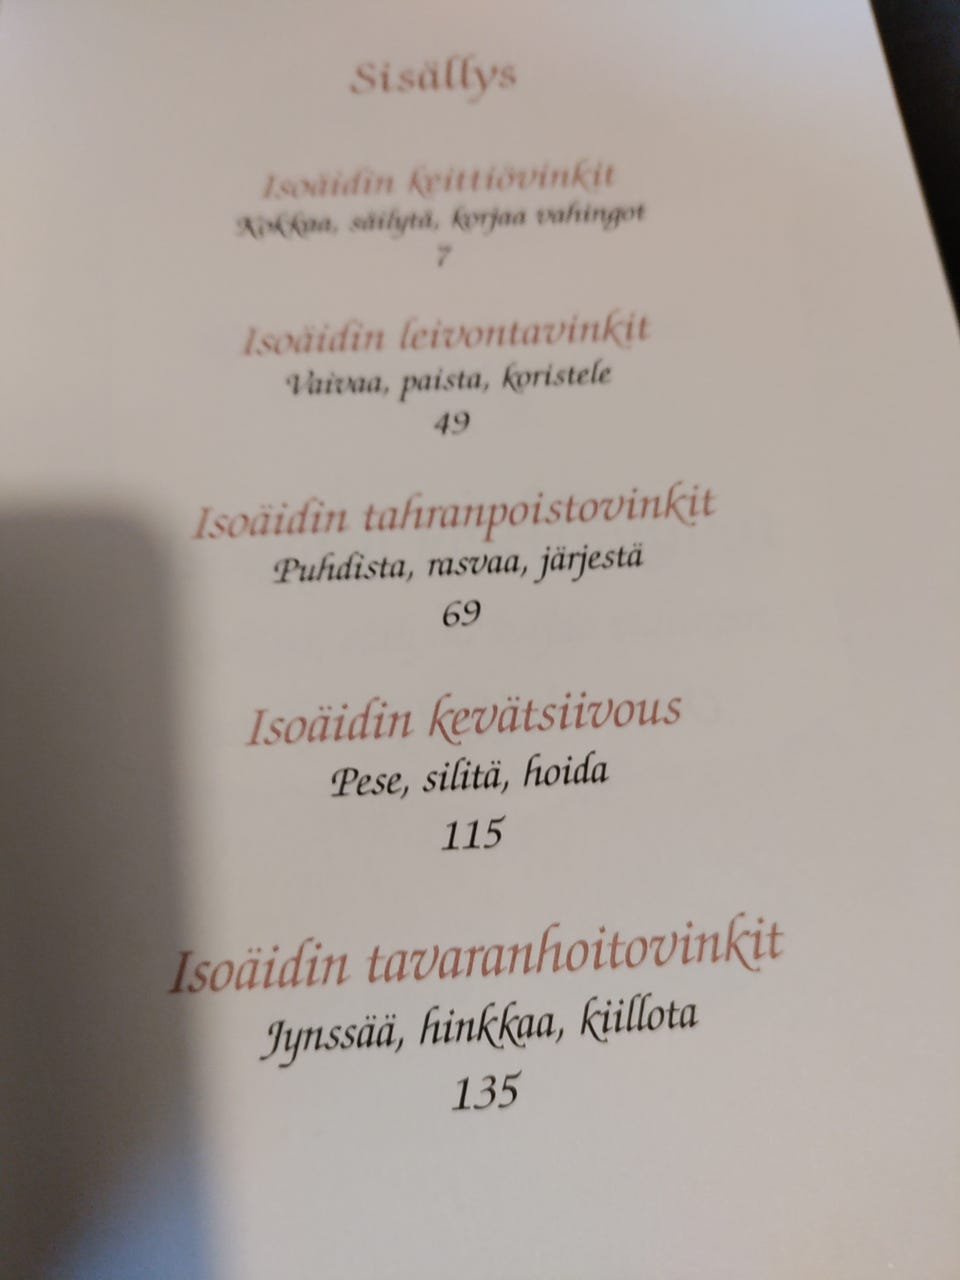 Sisällys
Isoäidin keittiövinkit
Kokkaa, säilytä, korjaa vahingot
7
Isoäidin leivontavinkit
Vaivaa, paista, koristele
49
Isoäidin tahranpoistovinkit
Puhdista, rasvaa, järjestä
69
Isoäidin kevätsiivous
Pese, silitä, hoida
115
Isoäidin tavaranhoitovinkit
Jynssää, hinkkaa, kiillota
135